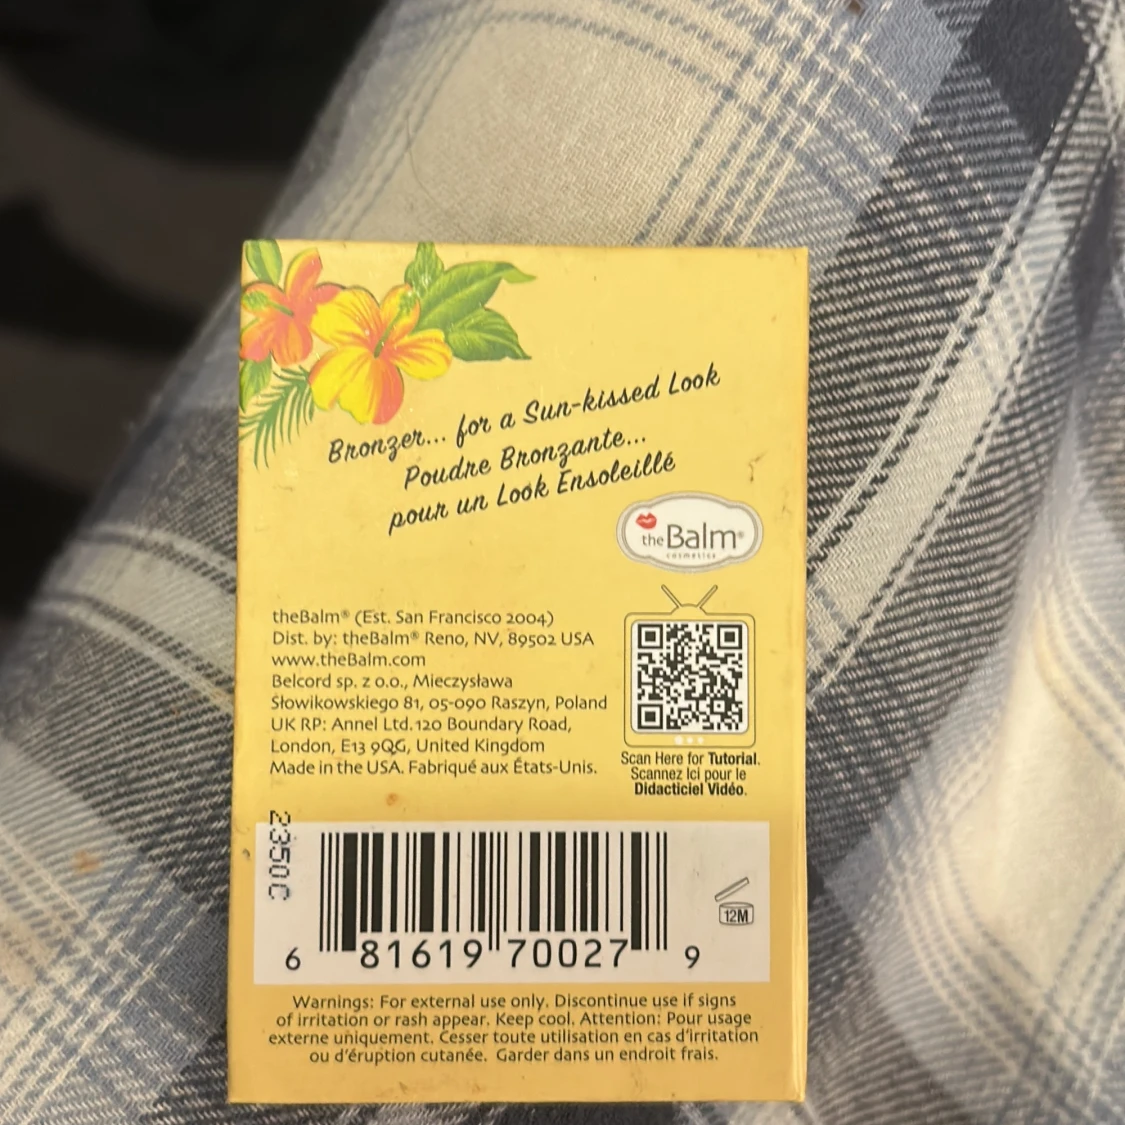 Bronzer... for a Sun-kissed Look
Poudre Bronzante...
pour un Look Ensoleillé
theBalm®
cosmetics
theBalm® (Est. San Francisco 2004)
Dist. by: theBalm® Reno, NV, 89502 USA
www.theBalm.com
Belcord sp. z o.o., Mieczysława
Słowikowskiego 81, 05-090 Raszyn, Poland
UK RP: Annel Ltd. 120 Boundary Road,
London, E13 9QG, United Kingdom
Made in the USA. Fabriqué aux États-Unis.
Scan Here for Tutorial.
Scannez Ici pour le
Didacticiel Vidéo.
2350C
6 81619 70027 9
12M
Warnings: For external use only. Discontinue use if signs
of irritation or rash appear. Keep cool. Attention: Pour usage
externe uniquement. Cesser toute utilisation en cas d'irritation
ou d'éruption cutanée. Garder dans un endroit frais.